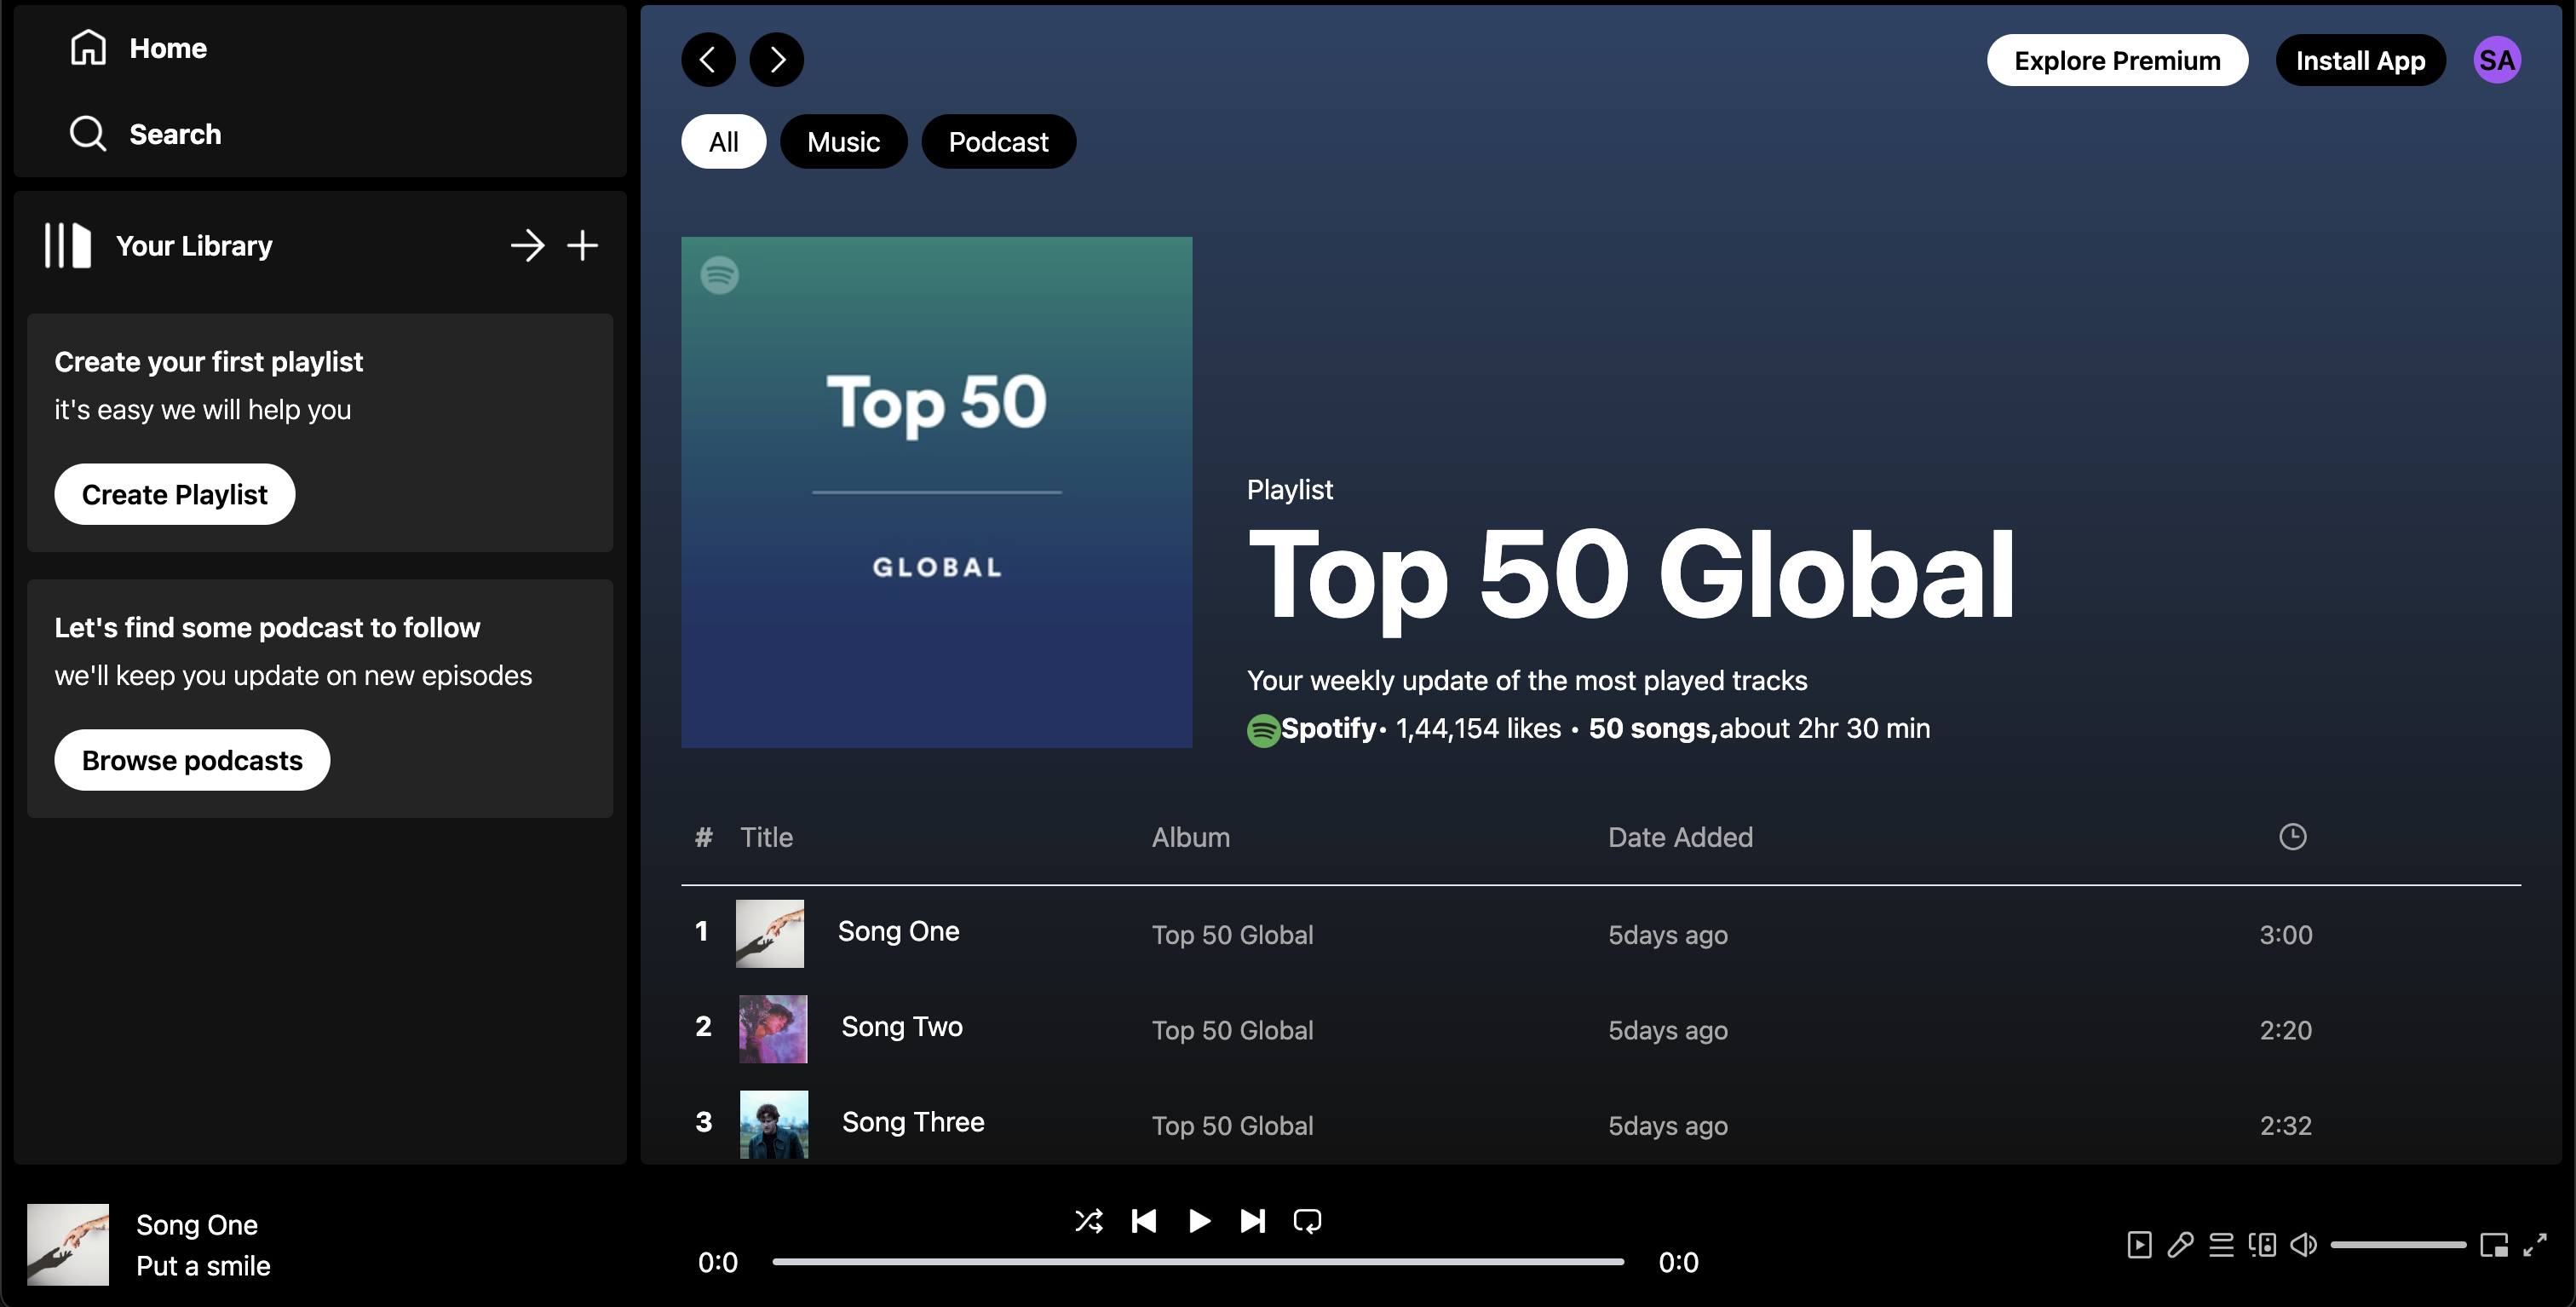 Home
Search
Your Library
Create your first playlist
it's easy we will help you
Create Playlist
Let's find some podcast to follow
we'll keep you update on new episodes
Browse podcasts
Explore Premium Install App SA
All Music Podcast
Top 50
GLOBAL
Playlist
Top 50 Global
Your weekly update of the most played tracks
Spotify• 1,44,154 likes • 50 songs,about 2hr 30 min
# Title Album Date Added
1 Song One Top 50 Global 5days ago 3:00
2 Song Two Top 50 Global 5days ago 2:20
3 Song Three Top 50 Global 5days ago 2:32
Song One
Put a smile
0:0 0:0